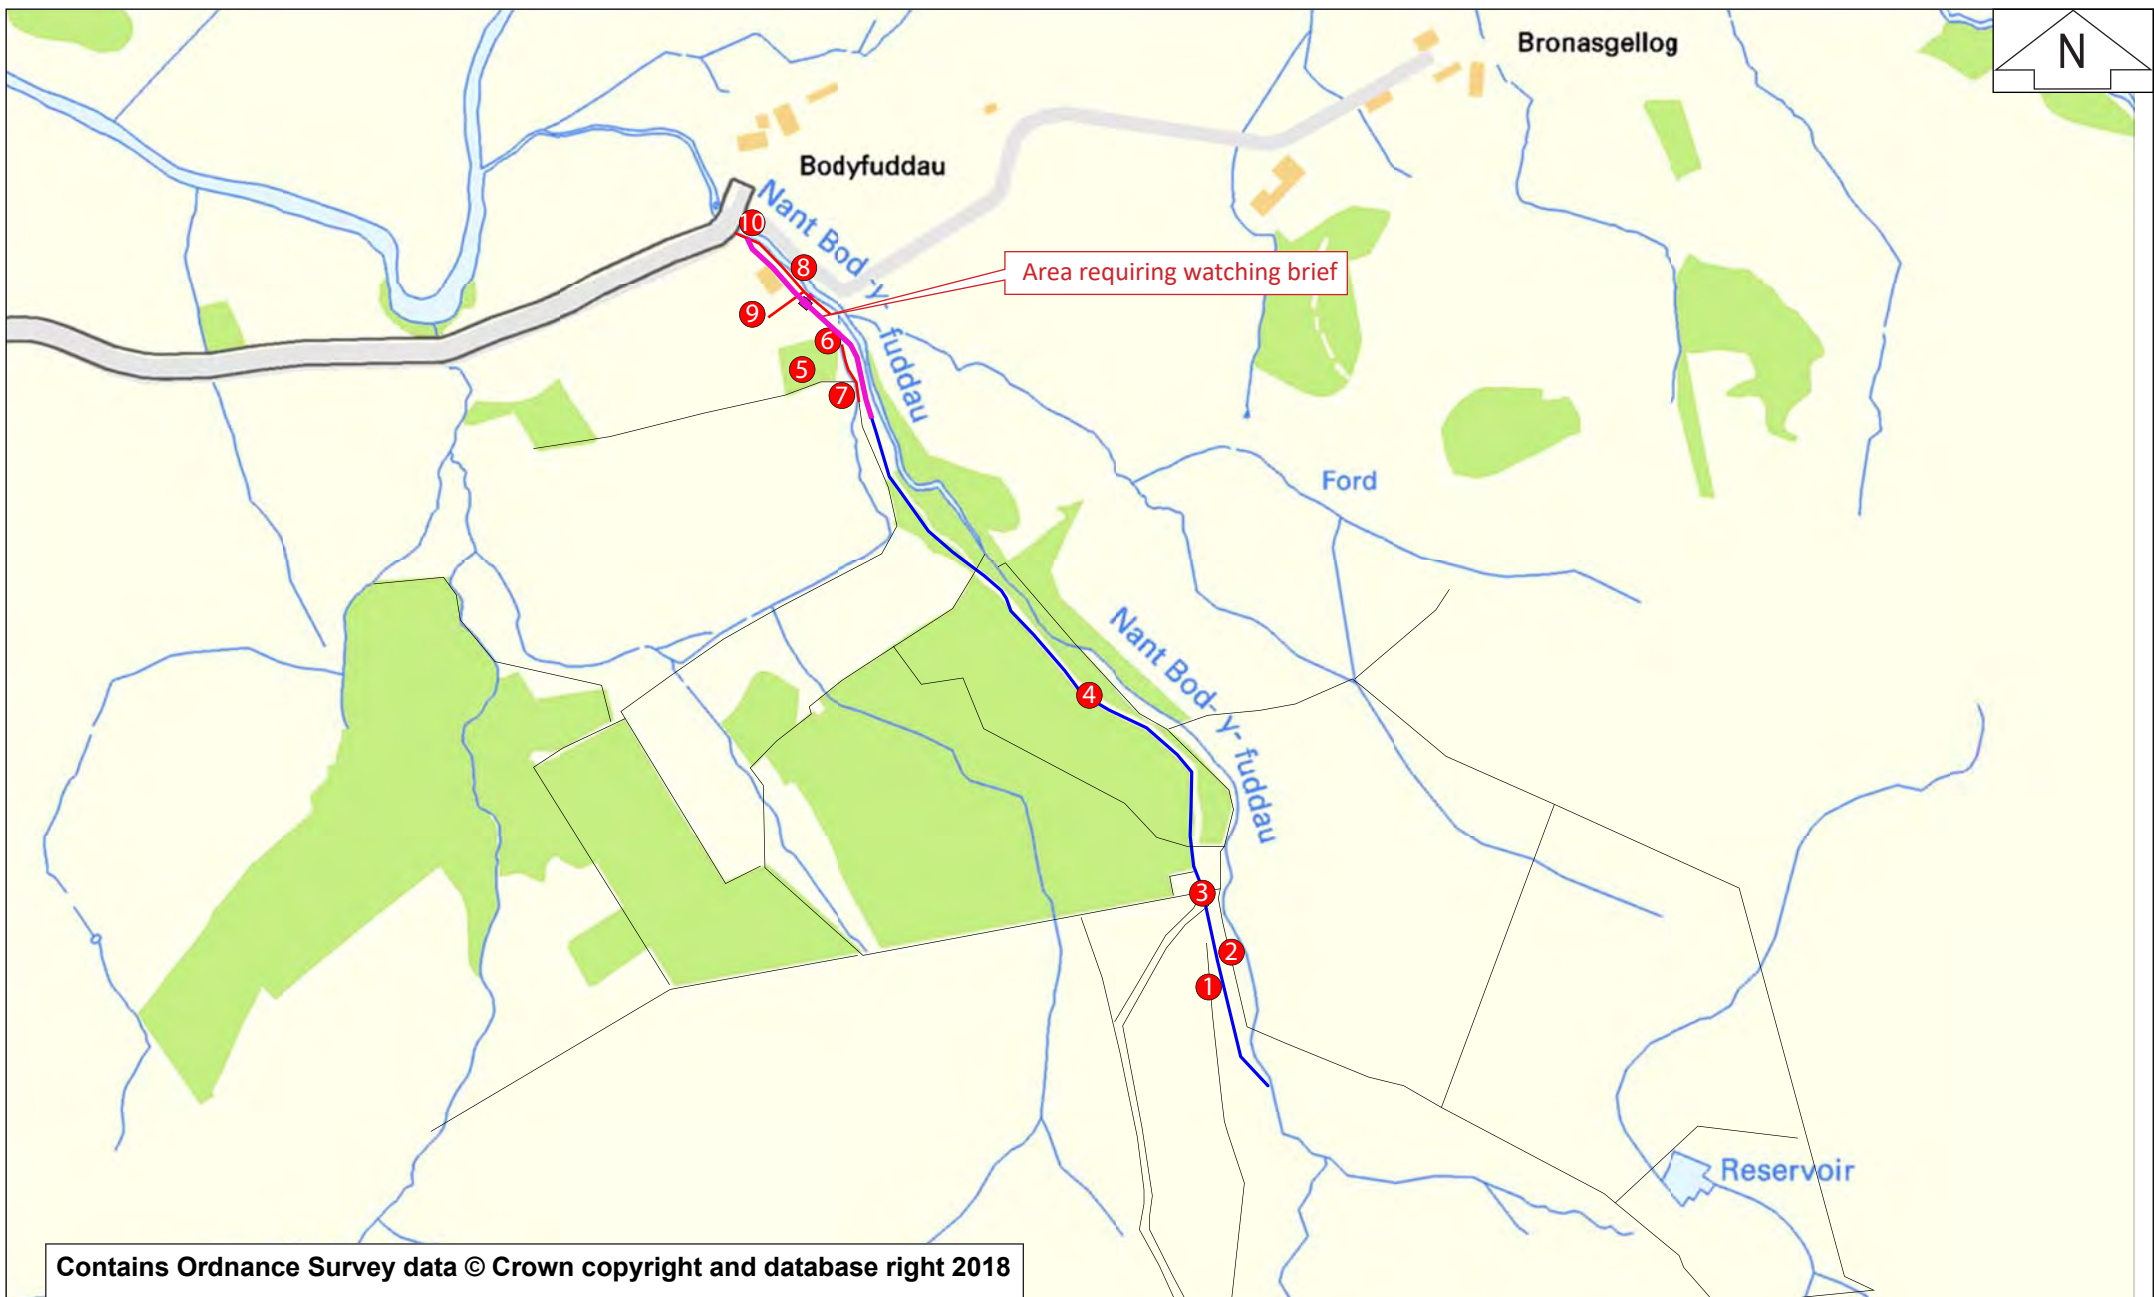 Bronasgellog
N
Bodyfuddau
Nant Bod -y- fuddau
10
8
Area requiring watching brief
9
6
5
7
Ford
Nant Bod- y- fuddau
4
3
2
1
Reservoir
Contains Ordnance Survey data © Crown copyright and database right 2018